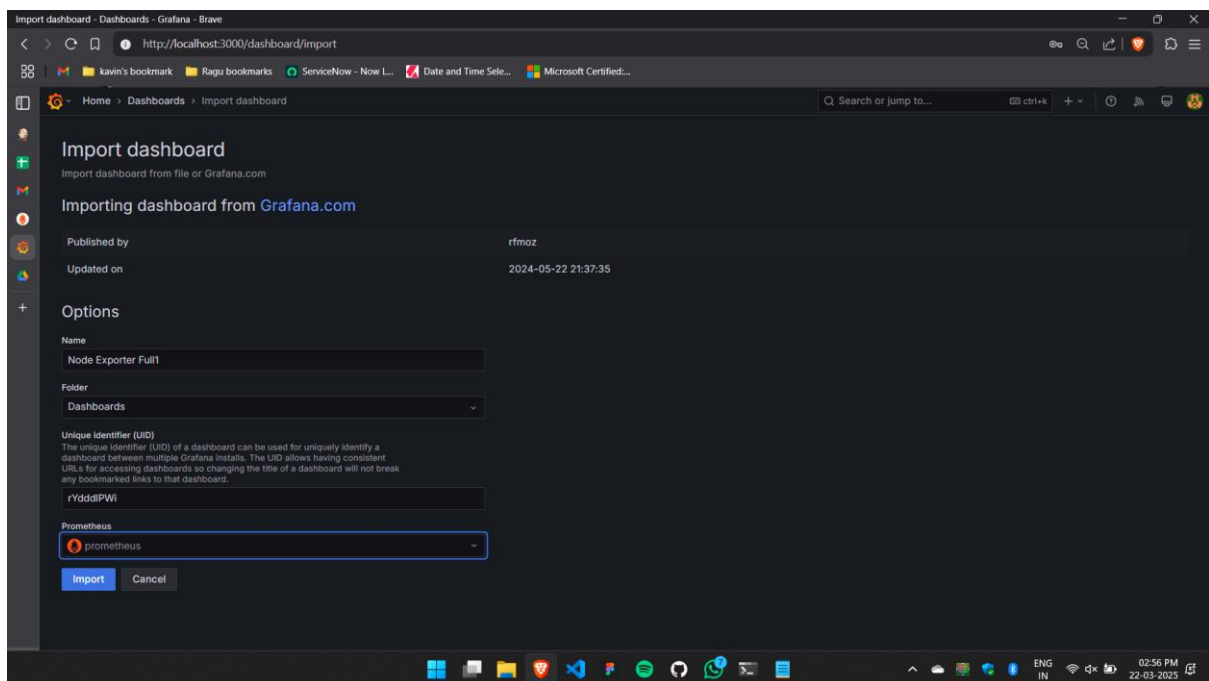 Import dashboard - Dashboards - Grafana - Brave
http://localhost:3000/dashboard/import
kavin's bookmark Ragu bookmarks ServiceNow - Now L... Date and Time Sele... Microsoft Certified:...
Home > Dashboards > Import dashboard Search or jump to... ctrl+k
Import dashboard
Import dashboard from file or Grafana.com
Importing dashboard from Grafana.com
Published by rfmoz
Updated on 2024-05-22 21:37:35
Options
Name
Node Exporter Full1
Folder
Dashboards
Unique identifier (UID)
The unique identifier (UID) of a dashboard can be used for uniquely identify a
dashboard between multiple Grafana installs. The UID allows having consistent
URLs for accessing dashboards so changing the title of a dashboard will not break
any bookmarked links to that dashboard.
rYdddlPWi
Prometheus
prometheus
Import Cancel
7
ENG 02:56 PM
IN 22-03-2025